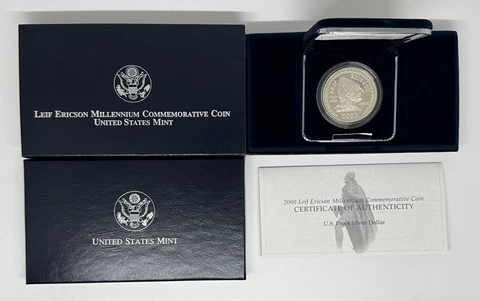 LEIF ERICSON MILLENNIUM COMMEMORATIVE COIN
UNITED STATES MINT
2000
UNITED STATES MINT
2000 Leif Ericson Millennium Commemorative Coin
CERTIFICATE OF AUTHENTICITY
U.S. Proof Silver Dollar